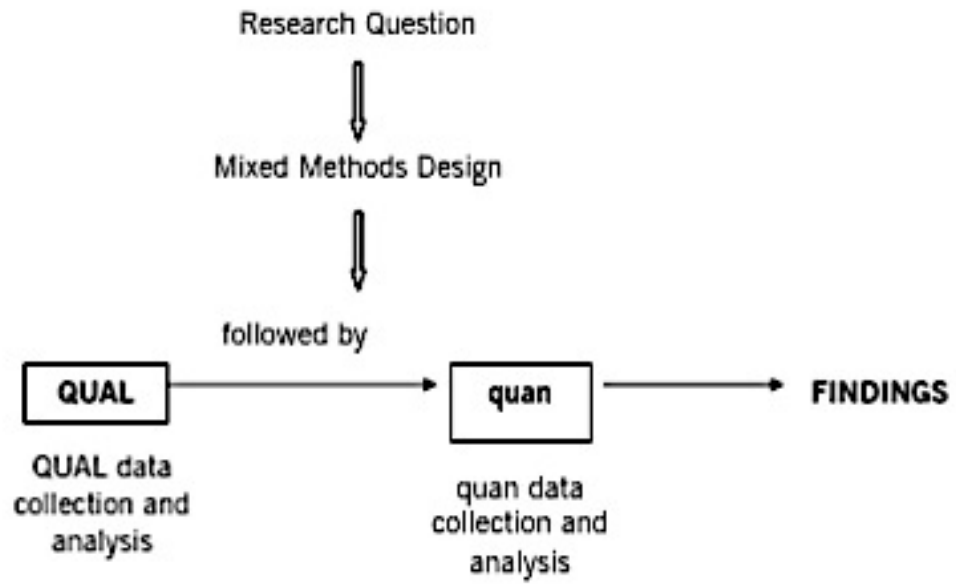 Research Question
Mixed Methods Design
followed by
QUAL
quan
FINDINGS
QUAL data
collection and
analysis
quan data
collection and
analysis